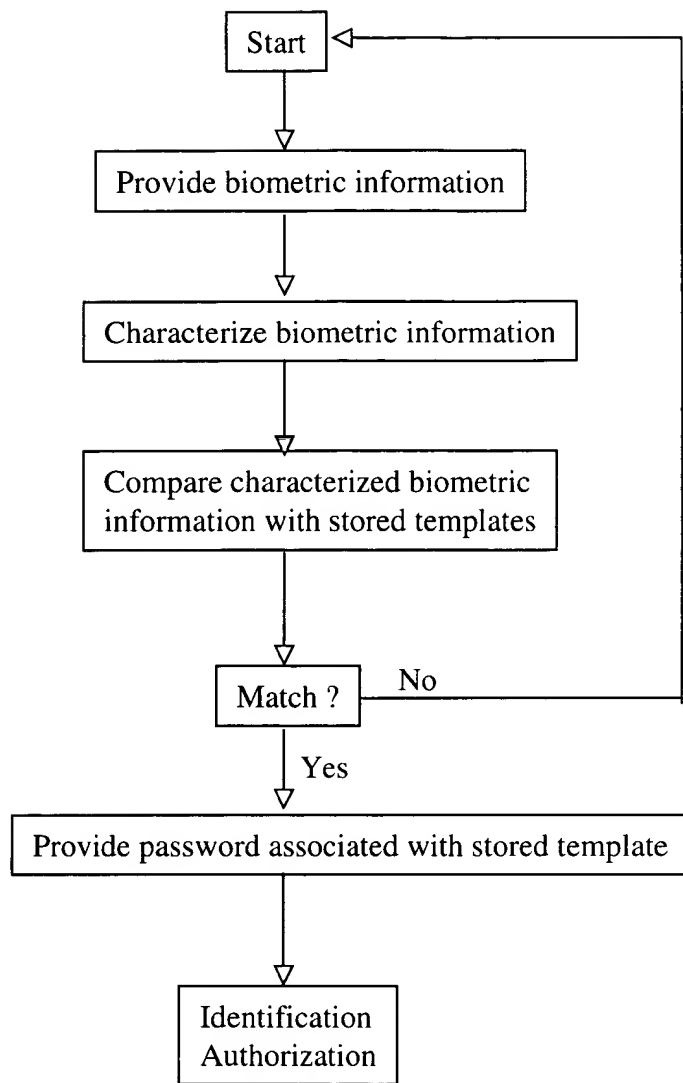 Start
Provide biometric information
Characterize biometric information
Compare characterized biometric
information with stored templates
Match ?
No
Yes
Provide password associated with stored template
Identification
Authorization